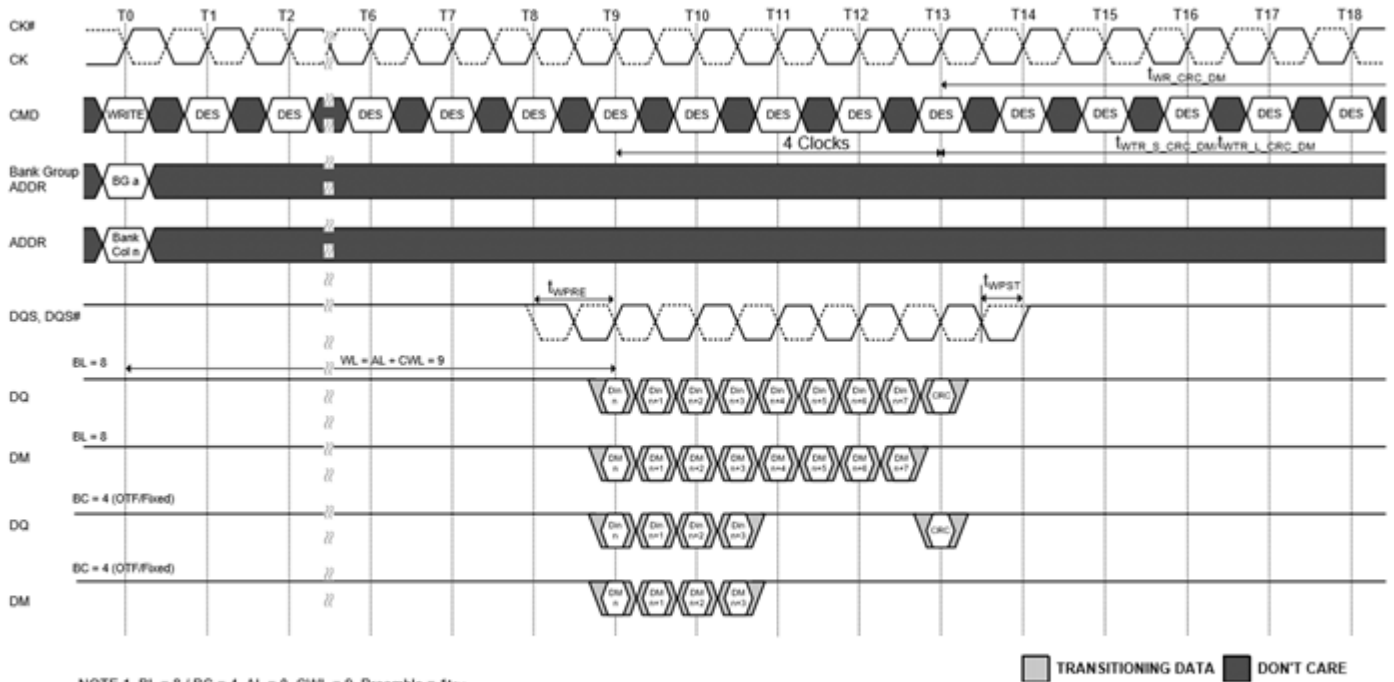 T0 T1 T2 T6 T7 T8 T9 T10 T11 T12 T13 T14 T15 T16 T17 T18
CK#
CK
tWR_CRC_DM
CMD WRITE DES DES DES DES DES DES DES DES DES DES DES DES DES DES DES
4 Clocks
tWTR_S_CRC_DM/tWTR_L_CRC_DM
Bank Group
ADDR
BG a
ADDR
Bank
Col n
tWPRE
tWPST
DQS, DQS#
BL = 8
WL = AL + CWL = 9
DQ
Din n Din n+1 Din n+2 Din n+3 Din n+4 Din n+5 Din n+6 Din n+7 CRC
BL = 8
DM
DM n DM n+1 DM n+2 DM n+3 DM n+4 DM n+5 DM n+6 DM n+7
BC = 4 (OTF/Fixed)
DQ
Din n Din n+1 Din n+2 Din n+3 CRC
BC = 4 (OTF/Fixed)
DM
DM n DM n+1 DM n+2 DM n+3
TRANSITIONING DATA
DON'T CARE